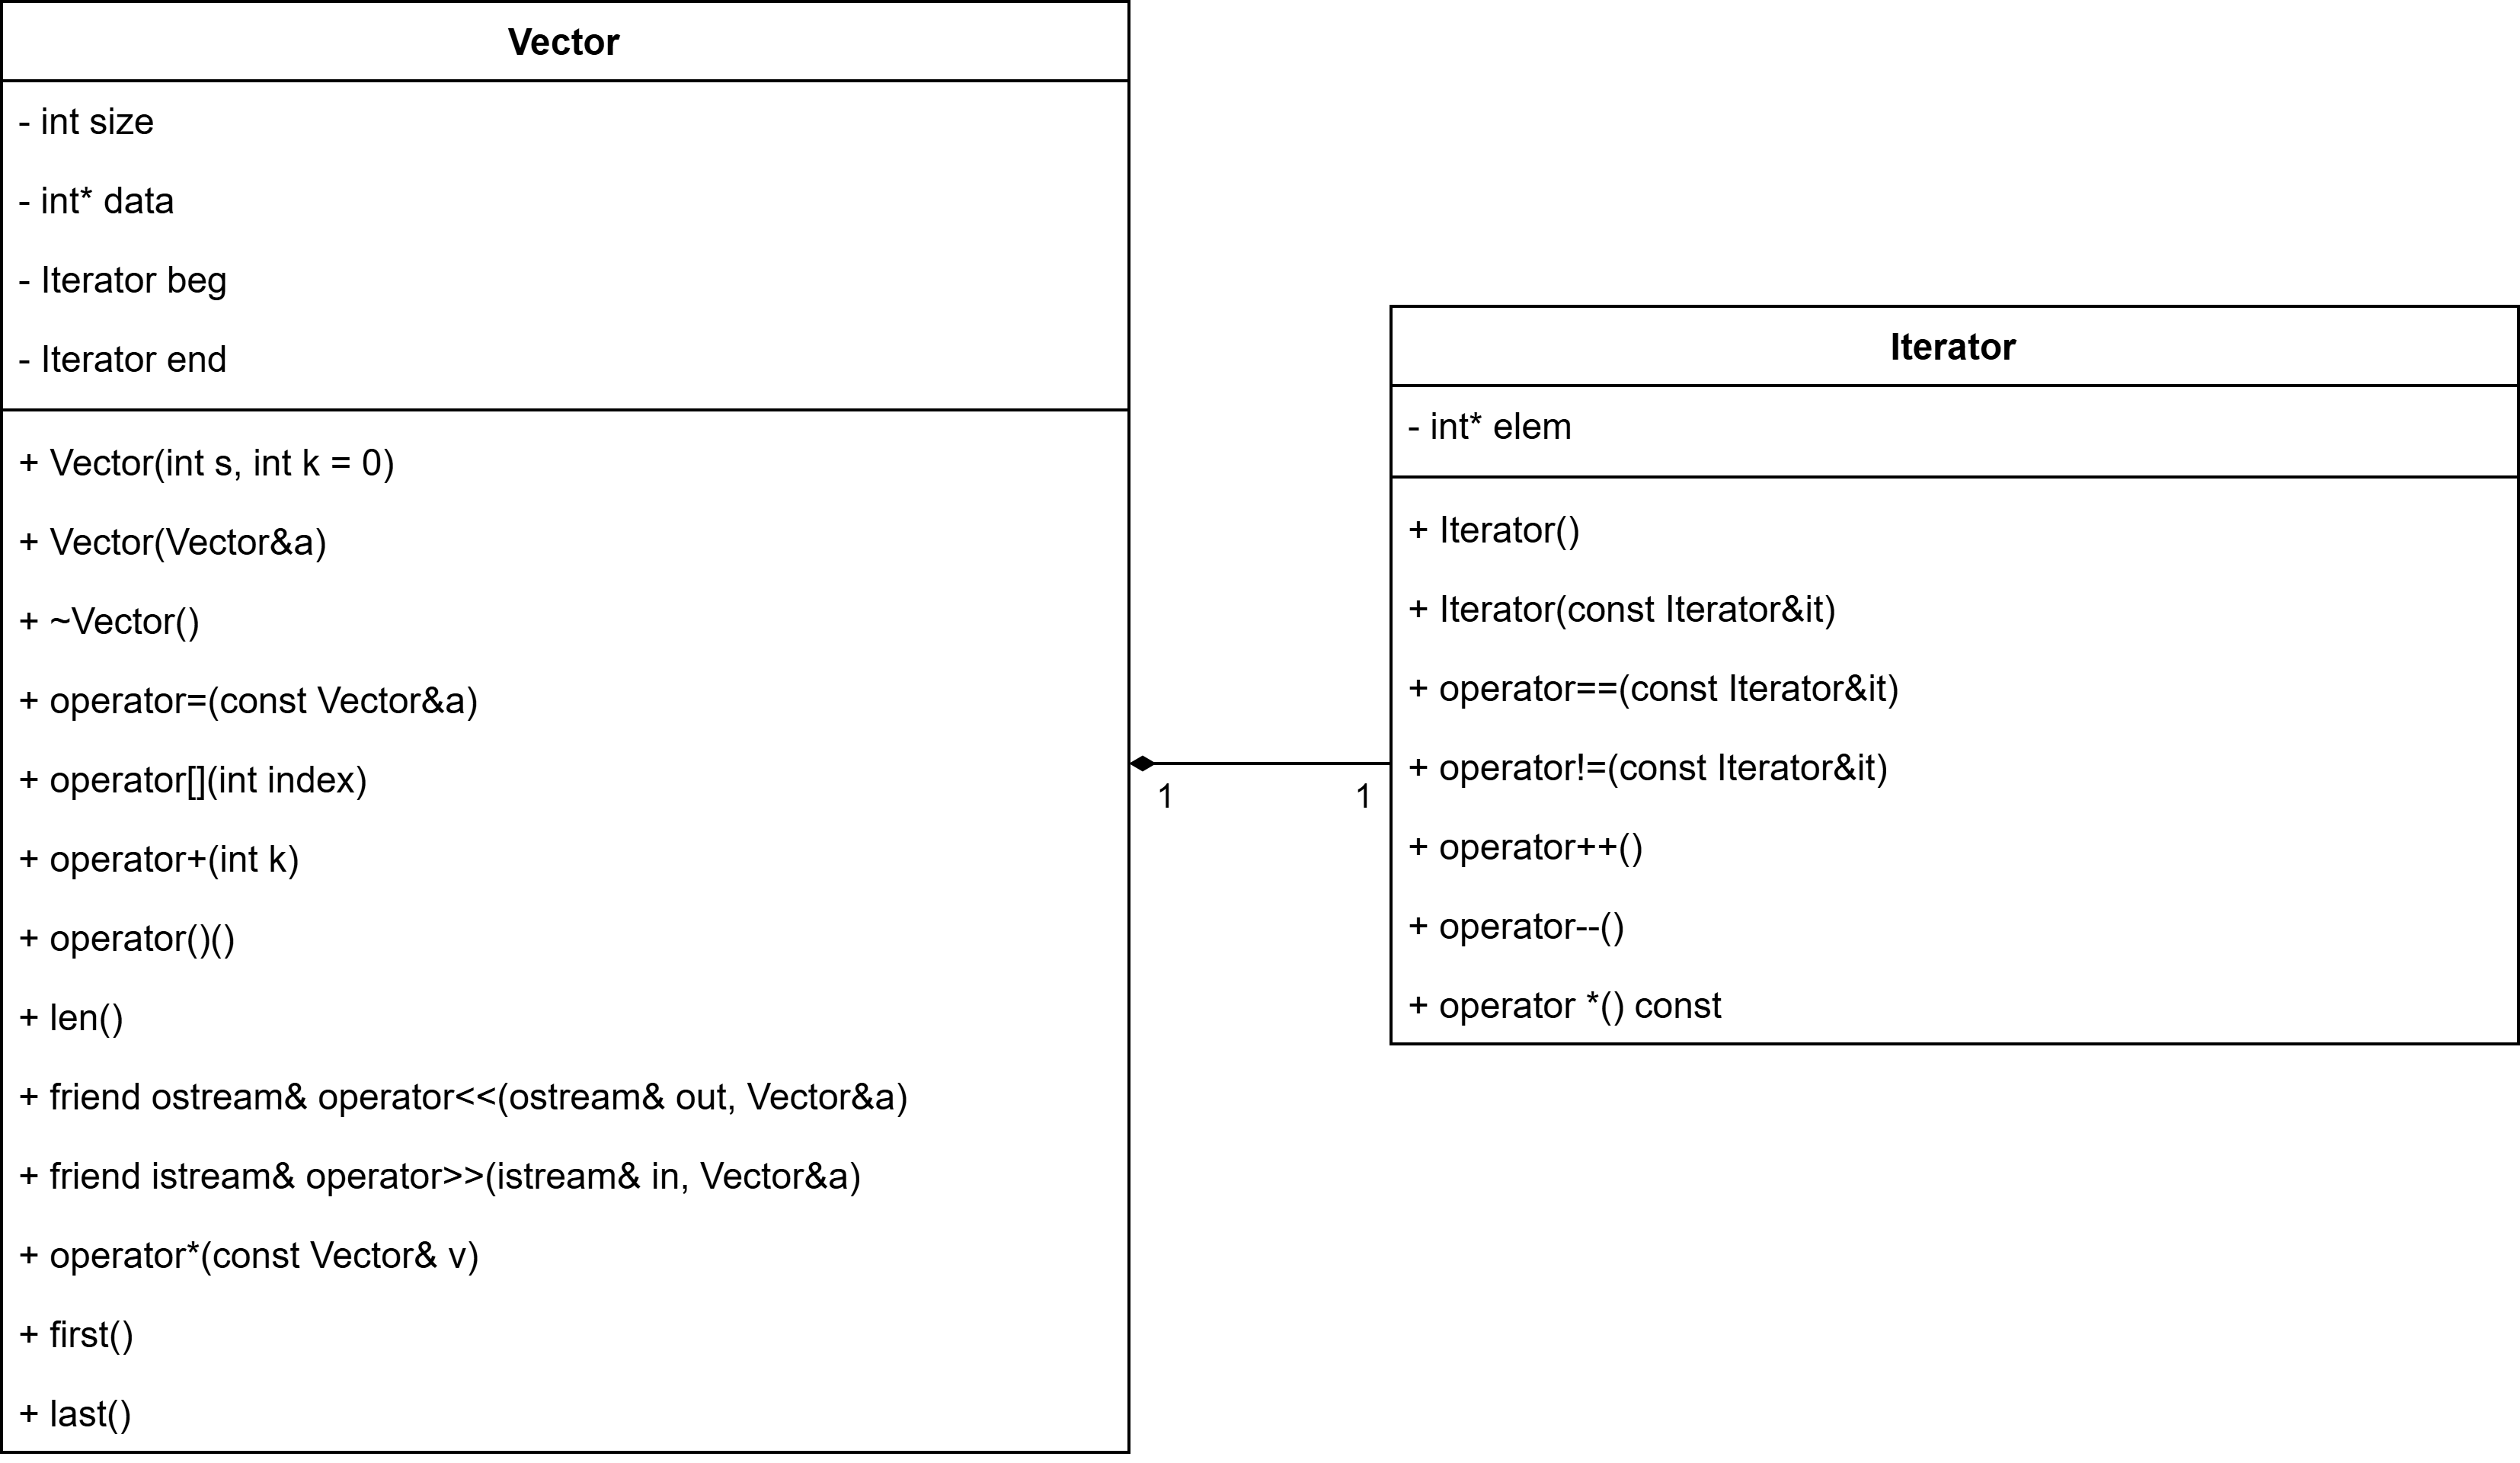 Vector
- int size
- int* data
- Iterator beg
- Iterator end
+ Vector(int s, int k = 0)
+ Vector(Vector&a)
+ ~Vector()
+ operator=(const Vector&a)
+ operator[](int index)
+ operator+(int k)
+ operator()()
+ len()
+ friend ostream& operator<<(ostream& out, Vector&a)
+ friend istream& operator>>(istream& in, Vector&a)
+ operator*(const Vector& v)
+ first()
+ last()
1
1
Iterator
- int* elem
+ Iterator()
+ Iterator(const Iterator&it)
+ operator==(const Iterator&it)
+ operator!=(const Iterator&it)
+ operator++()
+ operator--()
+ operator *() const